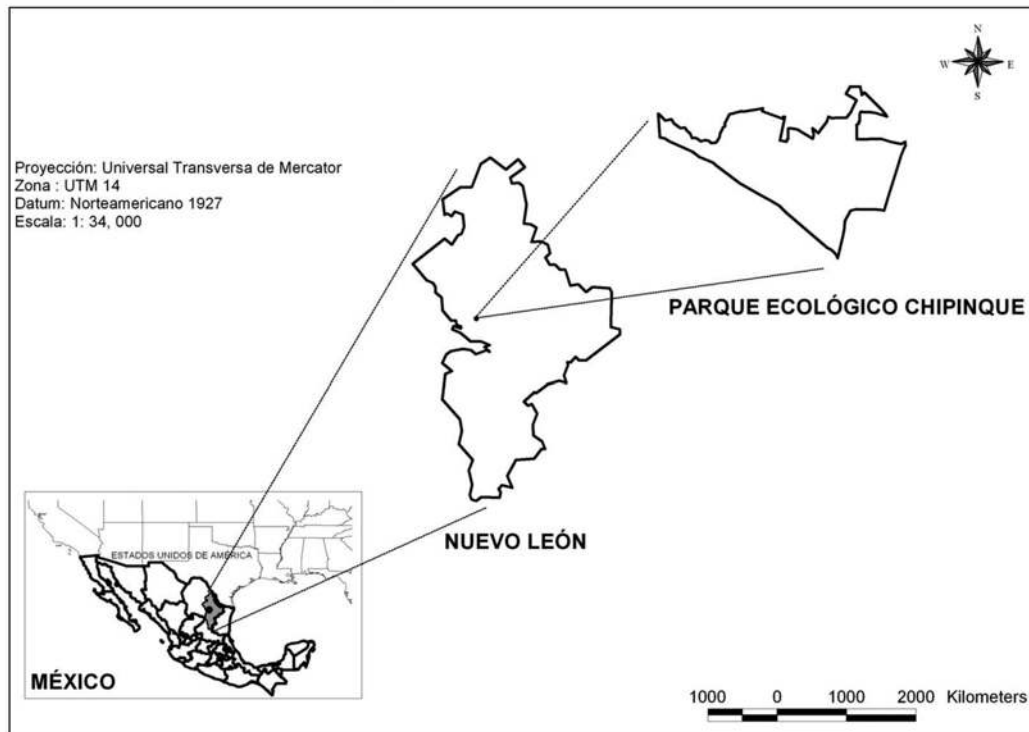 N
W E
S
Proyección: Universal Transversa de Mercator
Zona : UTM 14
Datum: Norteamericano 1927
Escala: 1: 34, 000
PARQUE ECOLÓGICO CHIPINQUE
NUEVO LEÓN
ESTADOS UNIDOS DE AMÉRICA
MÉXICO
1000 0 1000 2000 Kilometers